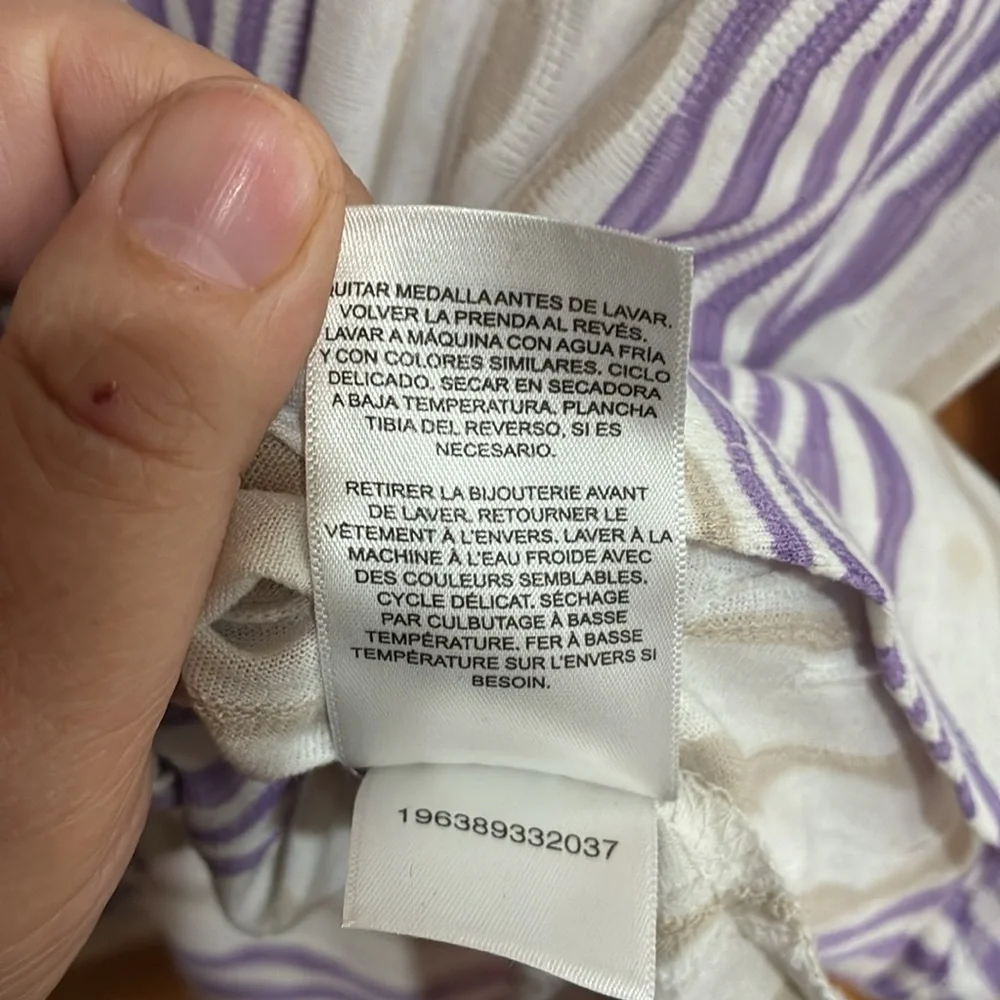 QUITAR MEDALLA ANTES DE LAVAR.
VOLVER LA PRENDA AL REVÉS.
LAVAR A MÁQUINA CON AGUA FRÍA
Y CON COLORES SIMILARES. CICLO
DELICADO. SECAR EN SECADORA
A BAJA TEMPERATURA. PLANCHA
TIBIA DEL REVERSO, SI ES
NECESARIO.
RETIRER LA BIJOUTERIE AVANT
DE LAVER. RETOURNER LE
VÊTEMENT À L'ENVERS. LAVER À LA
MACHINE À L'EAU FROIDE AVEC
DES COULEURS SEMBLABLES.
CYCLE DÉLICAT. SÉCHAGE
PAR CULBUTAGE À BASSE
TEMPÉRATURE. FER À BASSE
TEMPÉRATURE SUR L'ENVERS SI
BESOIN.
196389332037